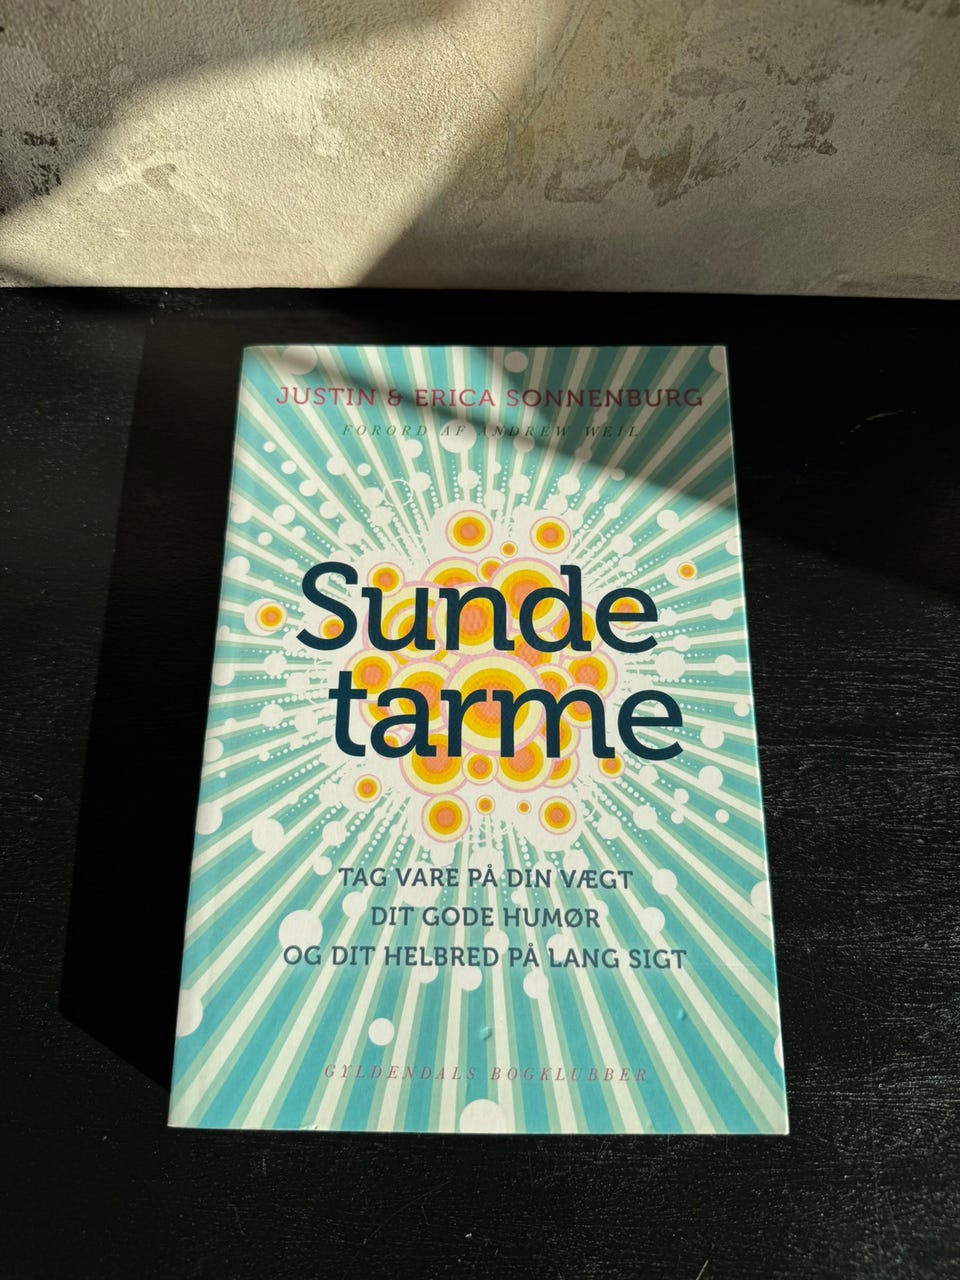 JUSTIN & ERICA SONNENBURG
FORORD AF ANDREW WEIL
Sunde
tarme
TAG VARE PÅ DIN VÆGT
DIT GODE HUMØR
OG DIT HELBRED PÅ LANG SIGT
GYLDENDALS BOGKLUBBER